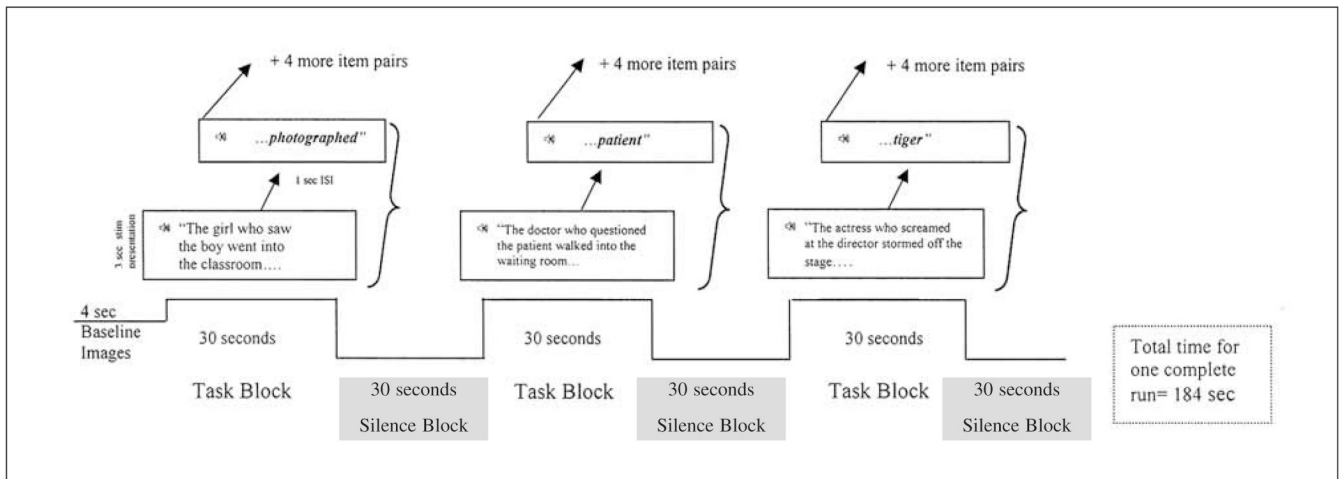 + 4 more item pairs
+ 4 more item pairs
+ 4 more item pairs
...photographed"
...patient"
...tiger"
1 sec ISI
3 sec stim
presentation
"The girl who saw
the boy went into
the classroom....
"The doctor who questioned
the patient walked into the
waiting room...
"The actress who screamed
at the director stormed off the
stage....
4 sec
Baseline
Images
30 seconds
30 seconds
30 seconds
Task Block
Task Block
Task Block
30 seconds
Silence Block
30 seconds
Silence Block
30 seconds
Silence Block
Total time for
one complete
run= 184 sec